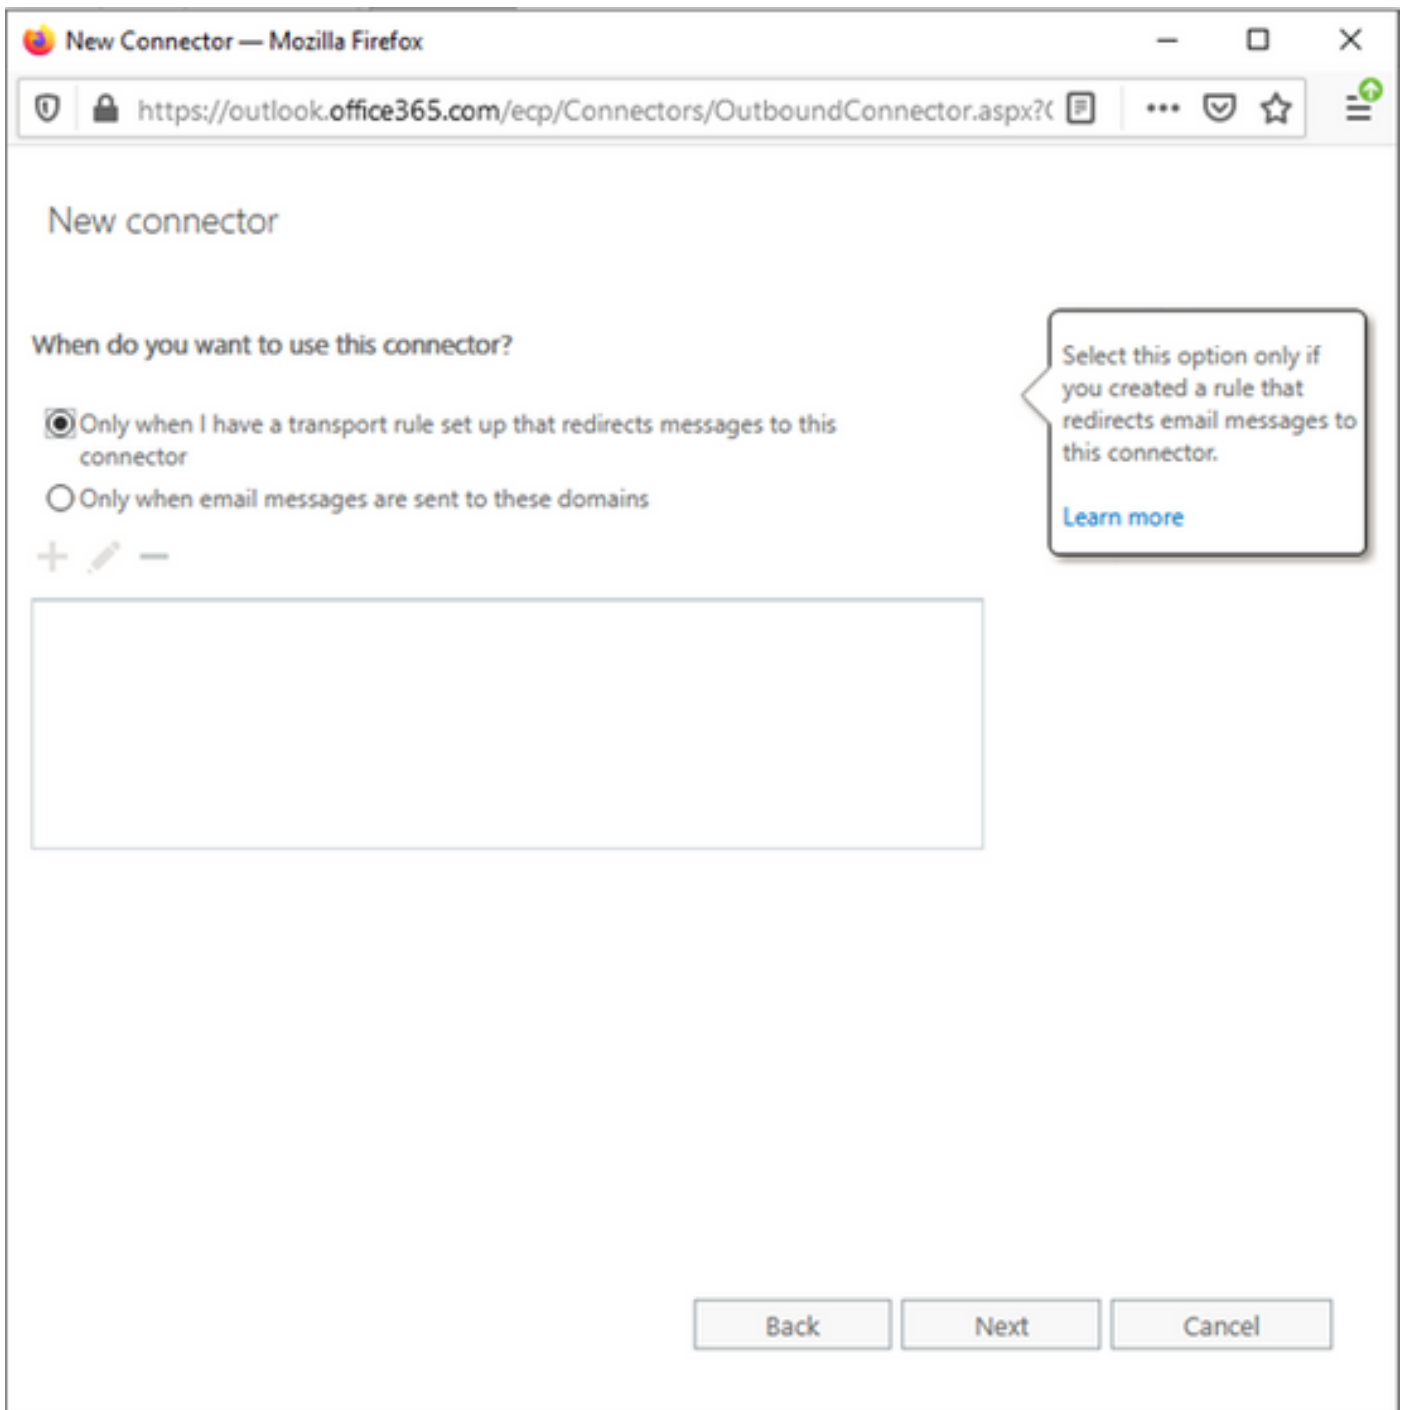 New Connector — Mozilla Firefox
https://outlook.office365.com/ecp/Connectors/OutboundConnector.aspx?
New connector
When do you want to use this connector?
Only when I have a transport rule set up that redirects messages to this
connector
Only when email messages are sent to these domains
Select this option only if
you created a rule that
redirects email messages to
this connector.
Learn more
Back
Next
Cancel